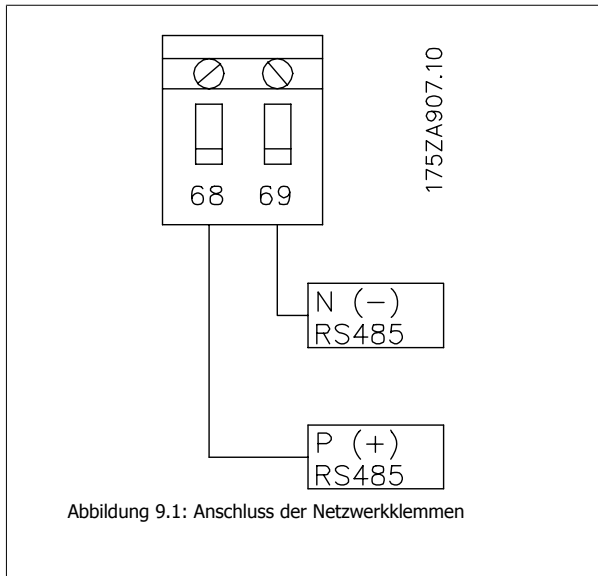 175ZA907.10
68 69
N (−)
RS485
P (+)
RS485
Abbildung 9.1: Anschluss der Netzwerkklemmen